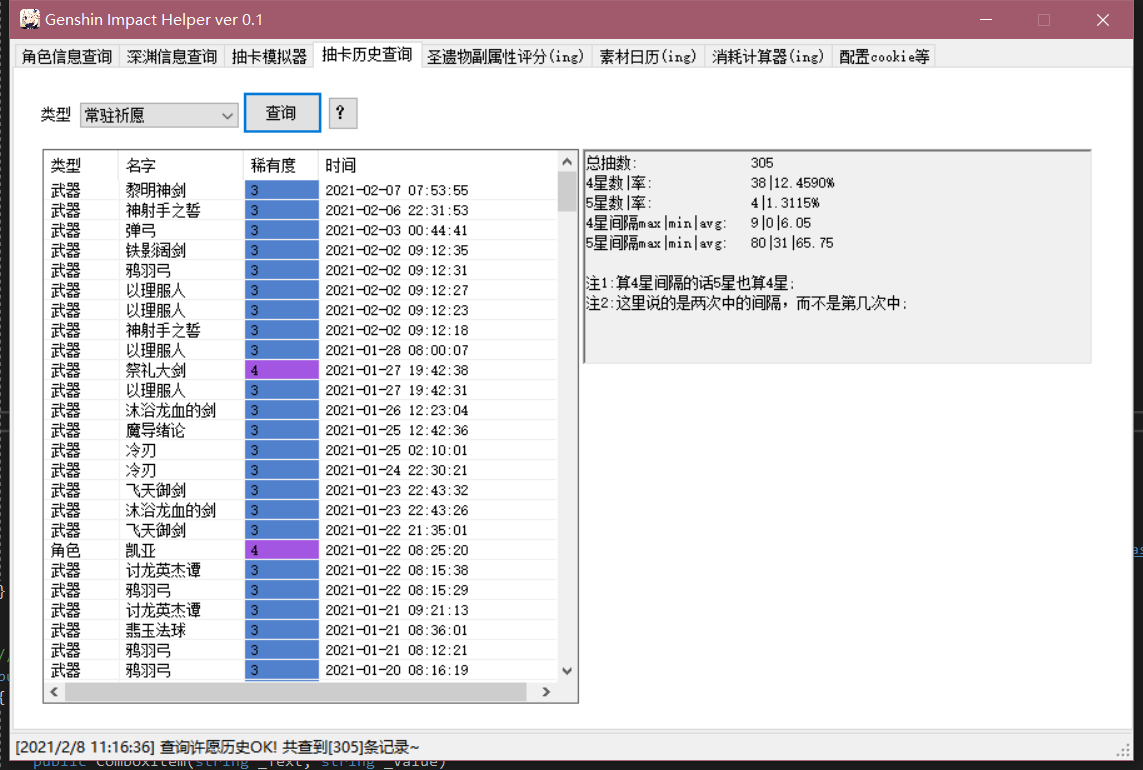 Genshin Impact Helper ver 0.1
角色信息查询 深渊信息查询 抽卡模拟器 抽卡历史查询 圣遗物副属性评分(ing) 素材日历(ing) 消耗计算器(ing) 配置cookie等
类型 常驻祈愿 查询 ?
类型 名字 稀有度 时间
武器 黎明神剑 3 2021-02-07 07:53:55
武器 神射手之誓 3 2021-02-06 22:31:53
武器 弹弓 3 2021-02-03 00:44:41
武器 铁影阔剑 3 2021-02-02 09:12:35
武器 鸦羽弓 3 2021-02-02 09:12:31
武器 以理服人 3 2021-02-02 09:12:27
武器 以理服人 3 2021-02-02 09:12:23
武器 神射手之誓 3 2021-02-02 09:12:18
武器 以理服人 3 2021-01-28 08:00:07
武器 祭礼大剑 4 2021-01-27 19:42:38
武器 以理服人 3 2021-01-27 19:42:31
武器 沐浴龙血的剑 3 2021-01-26 12:23:04
武器 魔导绪论 3 2021-01-25 12:42:36
武器 冷刃 3 2021-01-25 02:10:01
武器 冷刃 3 2021-01-24 22:30:21
武器 飞天御剑 3 2021-01-23 22:43:32
武器 沐浴龙血的剑 3 2021-01-23 22:43:26
武器 飞天御剑 3 2021-01-22 21:35:01
角色 凯亚 4 2021-01-22 08:25:20
武器 讨龙英杰谭 3 2021-01-22 08:15:38
武器 鸦羽弓 3 2021-01-22 08:15:29
武器 讨龙英杰谭 3 2021-01-21 09:21:13
武器 翡玉法球 3 2021-01-21 08:36:01
武器 鸦羽弓 3 2021-01-21 08:12:21
武器 鸦羽弓 3 2021-01-20 08:16:19
总抽数: 305
4星数|率: 38|12.4590%
5星数|率: 4|1.3115%
4星间隔max|min|avg: 9|0|6.05
5星间隔max|min|avg: 80|31|65.75
注1:算4星间隔的话5星也算4星;
注2:这里说的是两次中的间隔，而不是第几次中;
[2021/2/8 11:16:36] 查询许愿历史OK! 共查到[305]条记录~
public ComboxItem(string _Text, string _Value)